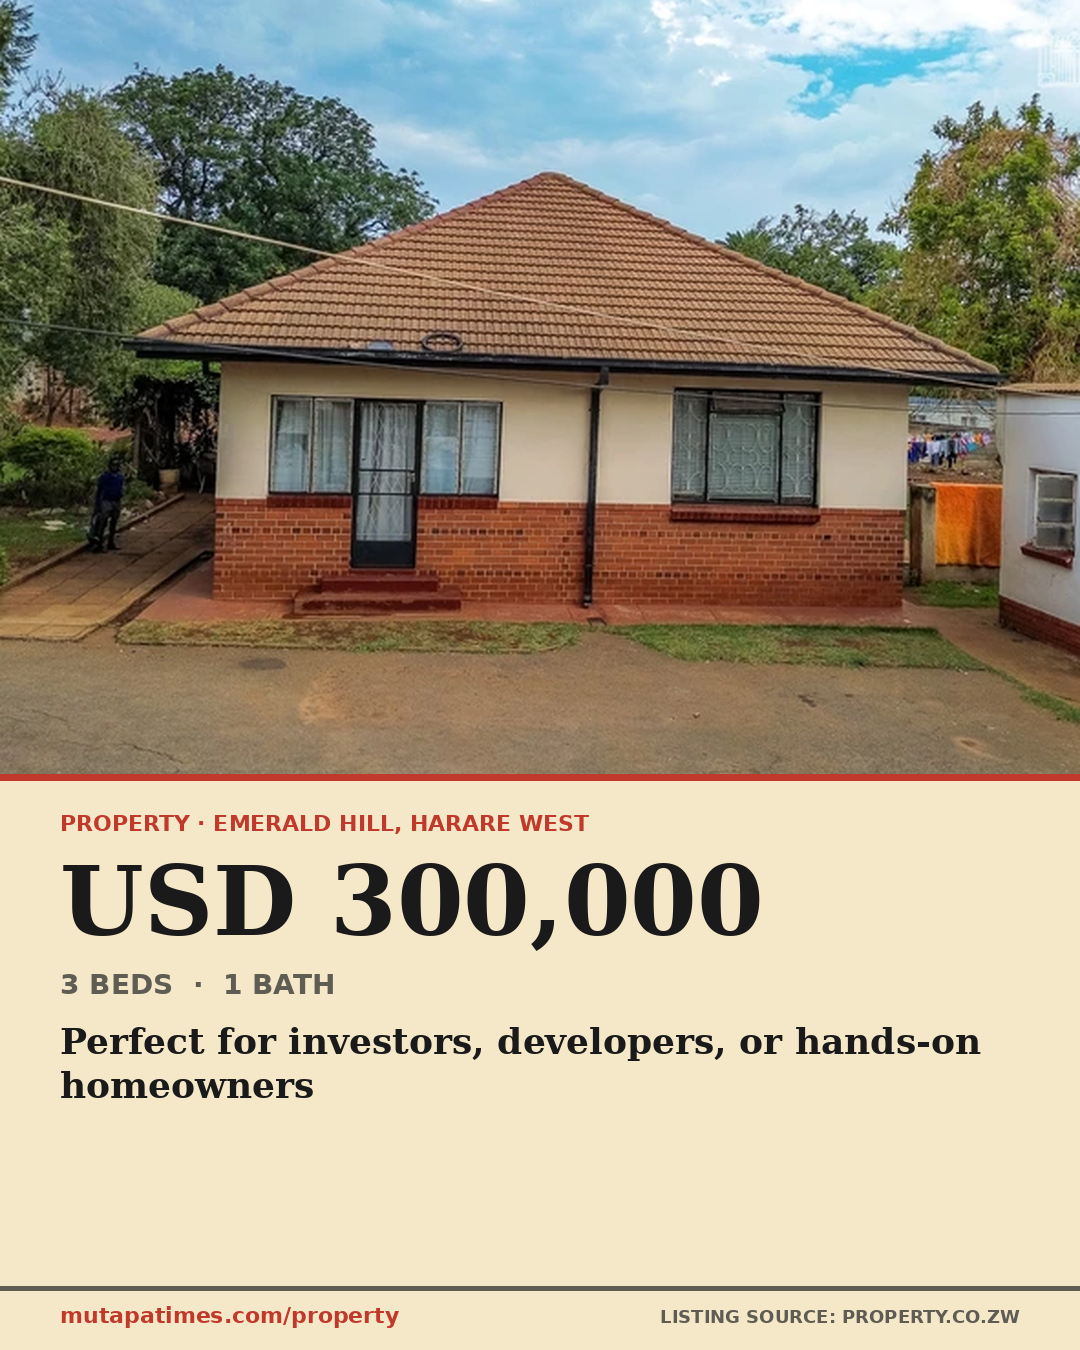 PROPERTY · EMERALD HILL, HARARE WEST
USD 300,000
3 BEDS · 1 BATH
Perfect for investors, developers, or hands-on
homeowners
mutapatimes.com/property
LISTING SOURCE: PROPERTY.CO.ZW